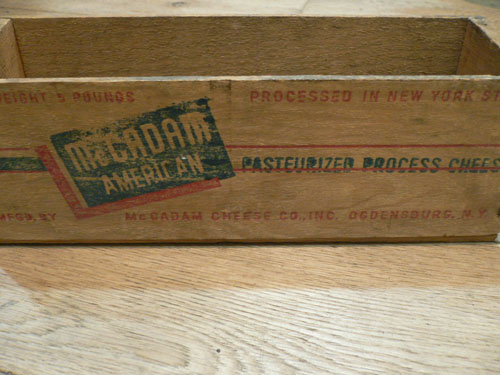 WEIGHT 5 POUNDS
PROCESSED IN NEW YORK ST
McCADAM
AMERICAN
PASTEURIZED PROCESS CHEES
MFGD. BY
McCADAM CHEESE CO., INC. OGDENSBURG, N.Y.